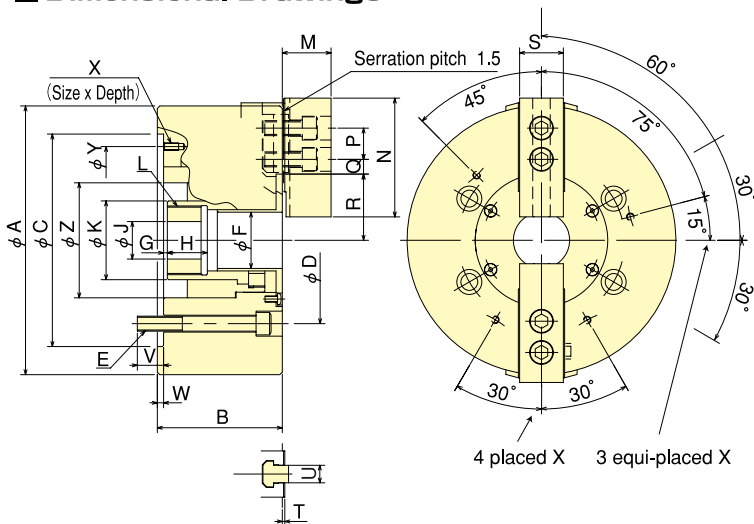 Dimensional Drawings
X
(Size x Depth)
M
Serration pitch 1.5
S
60°
45°
75°
30°
15°
30°
φY
L
P
Q
N
R
φA
φC
φZ
φK
φJ
G
H
φF
φD
E
V
W
B
30°
30°
4 placed X
3 equi-placed X
U
T